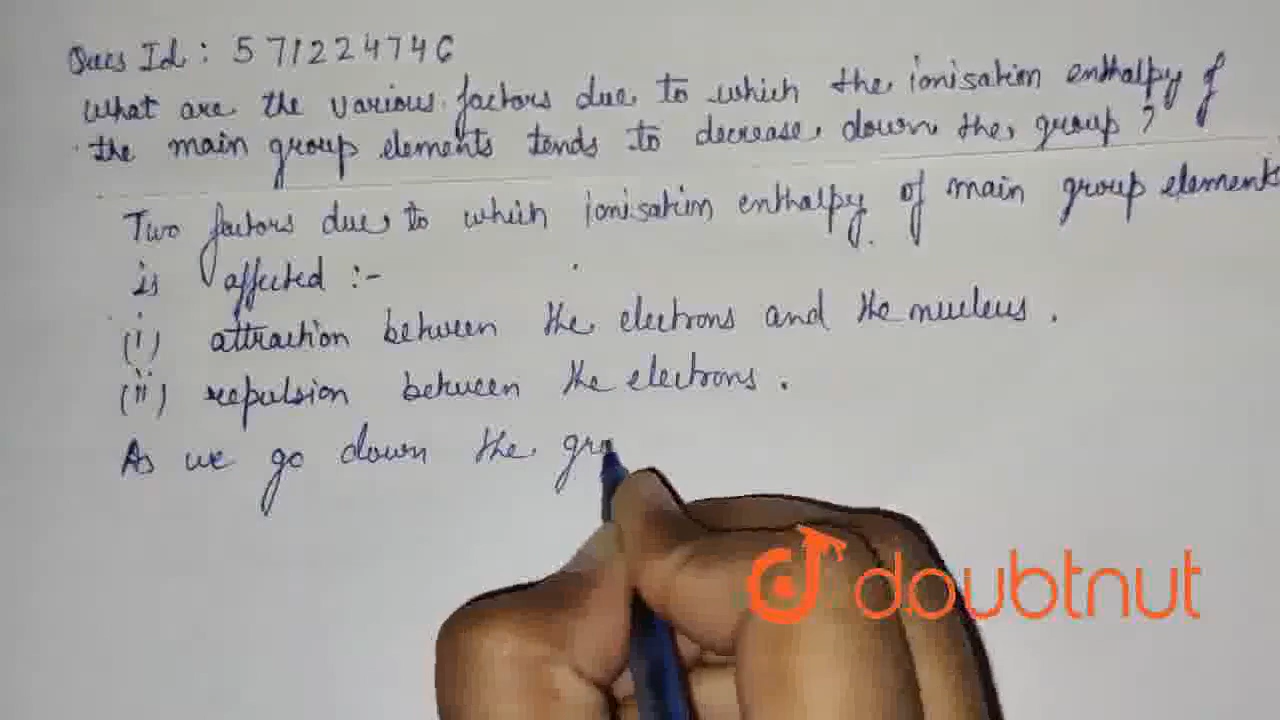 Ques Id : 571224746
What are the various factors due to which the ionisation enthalpy of
the main group elements tends to decrease down the group ?
Two factors due to which ionisation enthalpy of main group elements
is affected :-
(i) attraction between the electrons and the nucleus .
(ii) repulsion between the electrons .
As we go down the gro
doubtnut